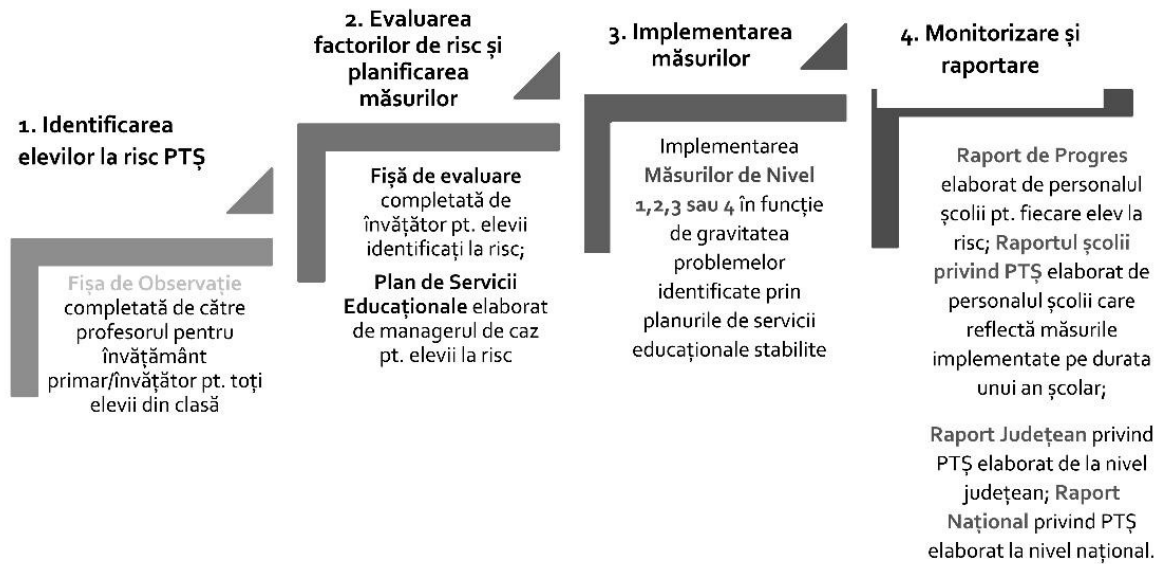 1. Identificarea
elevilor la risc PTȘ
Fișa de Observație
completată de către
profesorul pentru
învățământ
primar/învățător pt. toți
elevii din clasă
2. Evaluarea
factorilor de risc și
planificarea
măsurilor
Fișă de evaluare
completată de
învățător pt. elevii
identificați la risc;
Plan de Servicii
Educaționale elaborat
de managerul de caz
pt. elevii la risc
3. Implementarea
măsurilor
Implementarea
Măsurilor de Nivel
1,2,3 sau 4 în funcție
de gravitatea
problemelor
identificate prin
planurile de servicii
educaționale stabilite
4. Monitorizare și
raportare
Raport de Progres
elaborat de personalul
școlii pt. fiecare elev la
risc; Raportul școlii
privind PTȘ elaborat de
personalul școlii care
reflectă măsurile
implementate pe durata
unui an școlar;
Raport Județean privind
PTȘ elaborat de la nivel
județean; Raport
Național privind PTȘ
elaborat la nivel național.